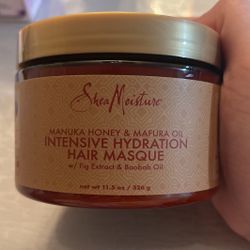 SheaMoisture
MANUKA HONEY & MAFURA OIL
INTENSIVE HYDRATION
HAIR MASQUE
w/ Fig Extract & Baobab Oil
net wt 11.5 oz / 326 g